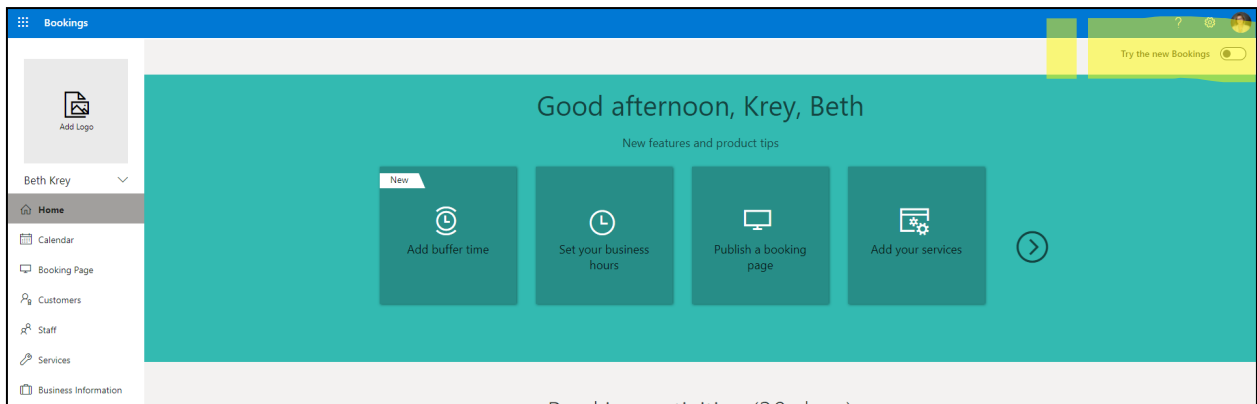 Bookings
?
Try the new Bookings
Add Logo
Beth Krey
Home
Calendar
Booking Page
Customers
Staff
Services
Business Information
Good afternoon, Krey, Beth
New features and product tips
New
Add buffer time
Set your business
hours
Publish a booking
page
Add your services